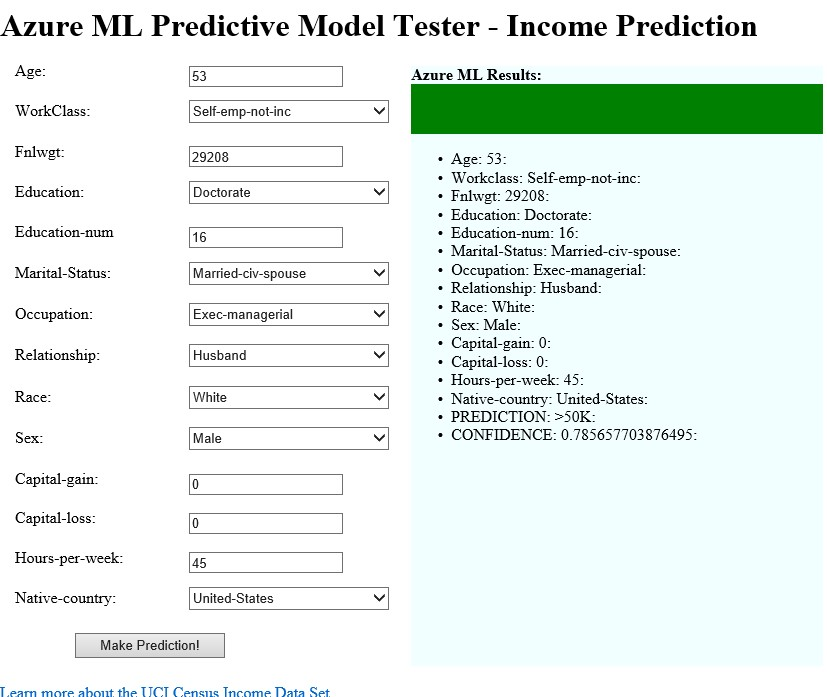 Azure ML Predictive Model Tester - Income Prediction
Age:
53
WorkClass:
Self-emp-not-inc
Fnlwgt:
29208
Education:
Doctorate
Education-num
16
Marital-Status:
Married-civ-spouse
Occupation:
Exec-managerial
Relationship:
Husband
Race:
White
Sex:
Male
Capital-gain:
0
Capital-loss:
0
Hours-per-week:
45
Native-country:
United-States
Make Prediction!
Azure ML Results:
• Age: 53:
• Workclass: Self-emp-not-inc:
• Fnlwgt: 29208:
• Education: Doctorate:
• Education-num: 16:
• Marital-Status: Married-civ-spouse:
• Occupation: Exec-managerial:
• Relationship: Husband:
• Race: White:
• Sex: Male:
• Capital-gain: 0:
• Capital-loss: 0:
• Hours-per-week: 45:
• Native-country: United-States:
• PREDICTION: >50K:
• CONFIDENCE: 0.785657703876495:
Learn more about the UCI Census Income Data Set